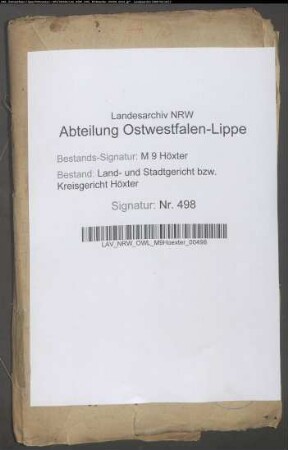 Landesarchiv NRW
Abteilung Ostwestfalen-Lippe
Bestands-Signatur: M 9 Höxter
Bestand: Land- und Stadtgericht bzw.
Kreisgericht Höxter
Signatur: Nr. 498
LAV_NRW_OWL_M9Hoexter_00498